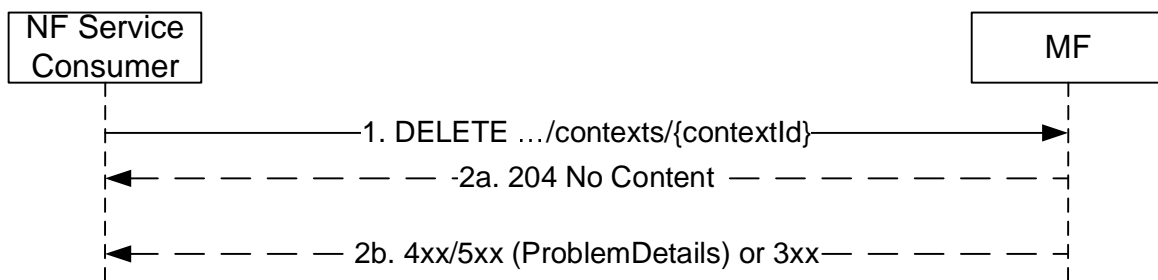 NF Service
Consumer
MF
1. DELETE …/contexts/{contextId}
2a. 204 No Content
2b. 4xx/5xx (ProblemDetails) or 3xx